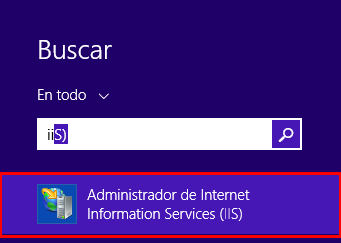 Buscar
En todo
iiS)
Administrador de Internet
Information Services (IIS)